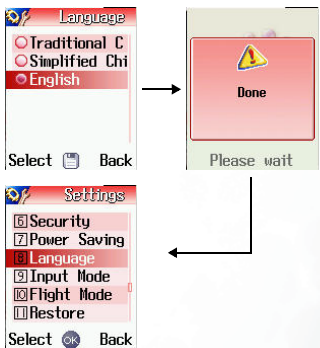 Language
Traditional C
Simplified Chi
English
Select Back
Done
Please wait
Settings
6 Security
7 Power Saving
8 Language
9 Input Mode
10 Flight Mode
11 Restore
Select OK Back